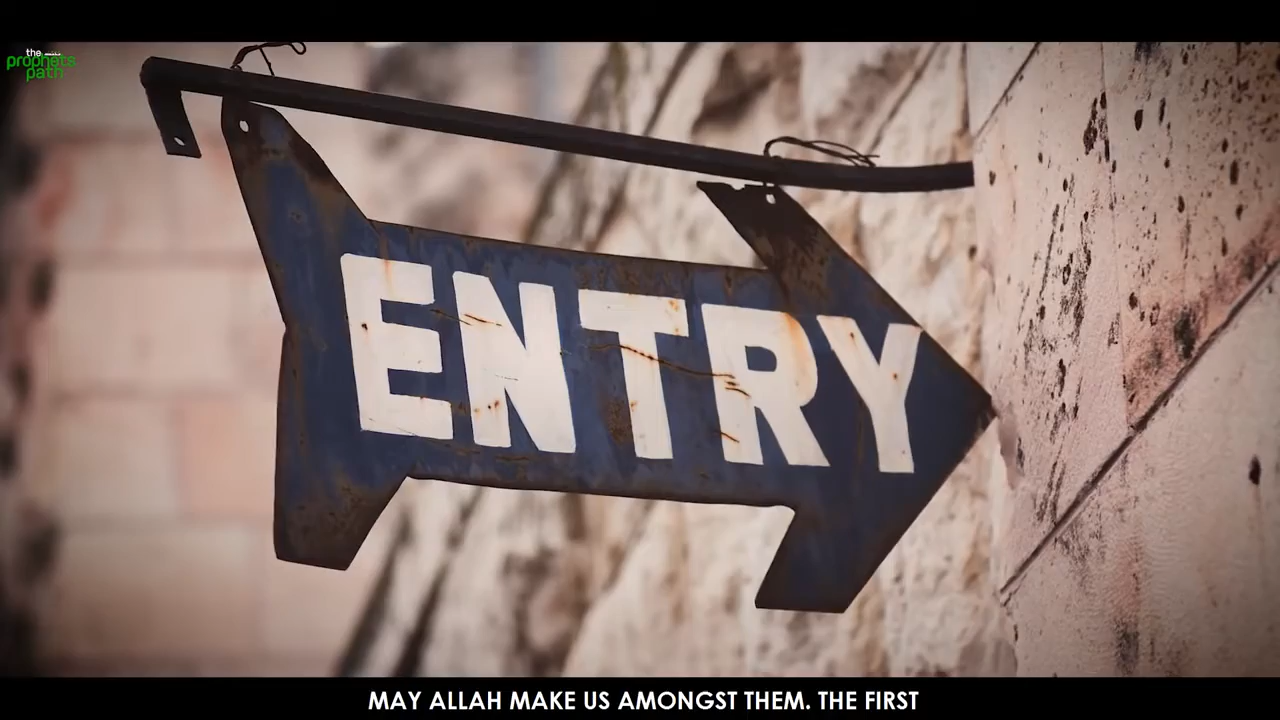 the
prophets
path
ENTRY
MAY ALLAH MAKE US AMONGST THEM. THE FIRST